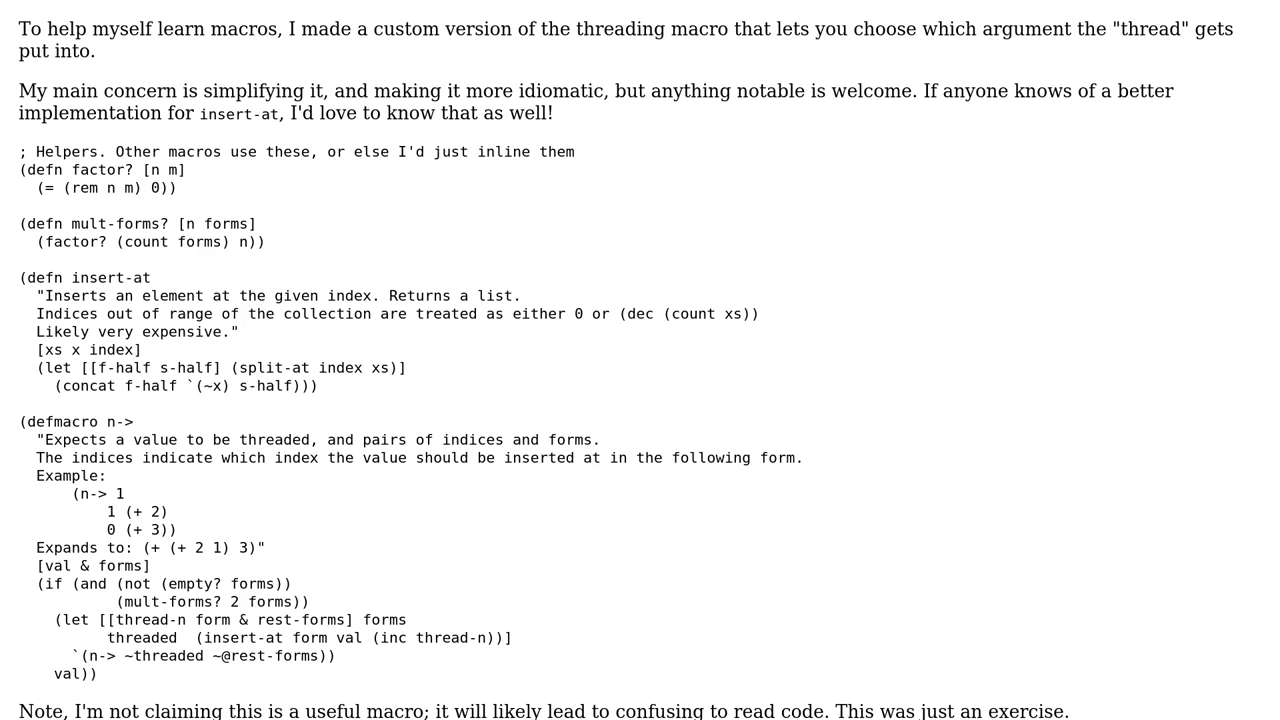 To help myself learn macros, I made a custom version of the threading macro that lets you choose which argument the "thread" gets
put into.
My main concern is simplifying it, and making it more idiomatic, but anything notable is welcome. If anyone knows of a better
implementation for insert-at, I'd love to know that as well!
; Helpers. Other macros use these, or else I'd just inline them
(defn factor? [n m]
  (= (rem n m) 0))
(defn mult-forms? [n forms]
  (factor? (count forms) n))
(defn insert-at
  "Inserts an element at the given index. Returns a list.
  Indices out of range of the collection are treated as either 0 or (dec (count xs))
  Likely very expensive."
  [xs x index]
  (let [[f-half s-half] (split-at index xs)]
    (concat f-half `(~x) s-half)))
(defmacro n->
  "Expects a value to be threaded, and pairs of indices and forms.
  The indices indicate which index the value should be inserted at in the following form.
  Example:
      (n-> 1
          1 (+ 2)
          0 (+ 3))
  Expands to: (+ (+ 2 1) 3)"
  [val & forms]
  (if (and (not (empty? forms))
           (mult-forms? 2 forms))
    (let [[thread-n form & rest-forms] forms
          threaded  (insert-at form val (inc thread-n))]
      `(n-> ~threaded ~@rest-forms))
    val))
Note, I'm not claiming this is a useful macro; it will likely lead to confusing to read code. This was just an exercise.